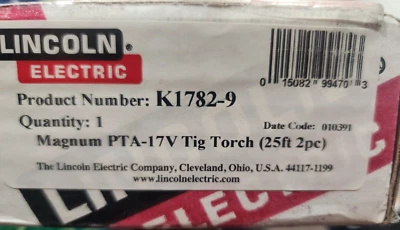 LINCOLN
ELECTRIC
0 15082 99470 3
Product Number: K1782-9
Quantity: 1
Date Code: 010391
Magnum PTA-17V Tig Torch (25ft 2pc)
The Lincoln Electric Company, Cleveland, Ohio, U.S.A. 44117-1199
www.lincolnelectric.com
ELECTRIC